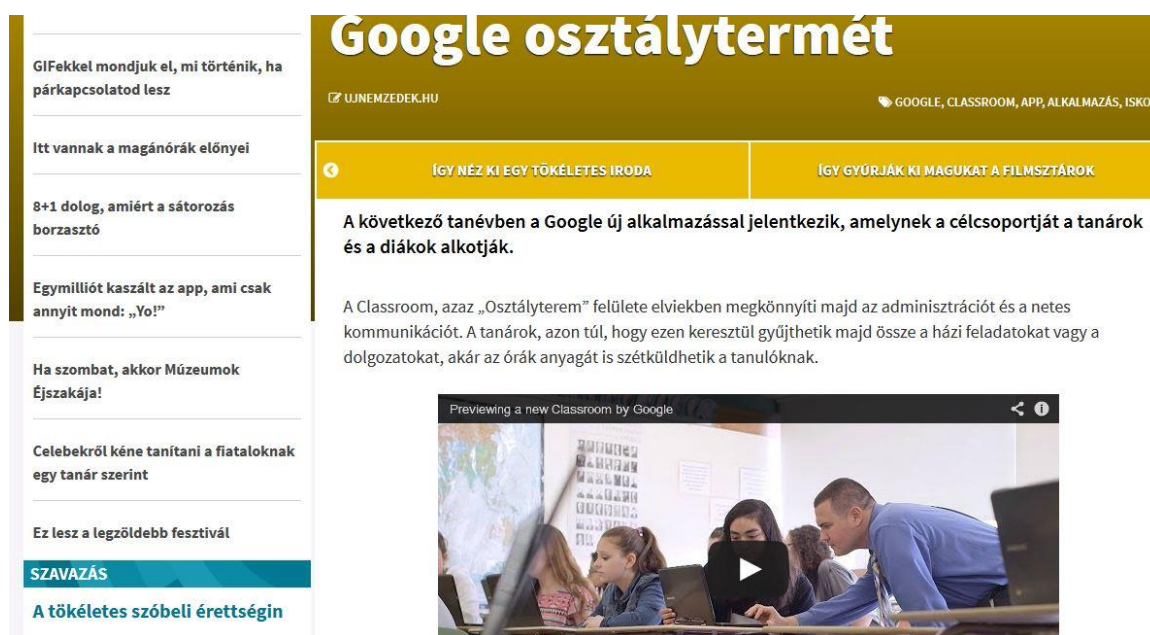 GIFekkel mondjuk el, mi történik, ha
párkapcsolatod lesz
Itt vannak a magánórák előnyei
8+1 dolog, amiért a sátorozás
borzasztó
Egymilliót kaszált az app, ami csak
annyit mond: „Yo!”
Ha szombat, akkor Múzeumok
Éjszakája!
Celebekről kéne tanítani a fiataloknak
egy tanár szerint
Ez lesz a legzöldebb fesztivál
SZAVAZÁS
A tökéletes szóbeli érettségin
Google osztálytermét
UJNEMZEDEK.HU
GOOGLE, CLASSROOM, APP, ALKALMAZÁS, ISKO
ÍGY NÉZ KI EGY TÖKÉLETES IRODA
ÍGY GYÚRJÁK KI MAGUKAT A FILMSZTÁROK
A következő tanévben a Google új alkalmazással jelentkezik, amelynek a célcsoportját a tanárok
és a diákok alkotják.
A Classroom, azaz „Osztályterem” felülete elviekben megkönnyíti majd az adminisztrációt és a netes
kommunikációt. A tanárok, azon túl, hogy ezen keresztül gyűjthetik majd össze a házi feladatokat vagy a
dolgozatokat, akár az órák anyagát is szétküldhetik a tanulóknak.
Previewing a new Classroom by Google